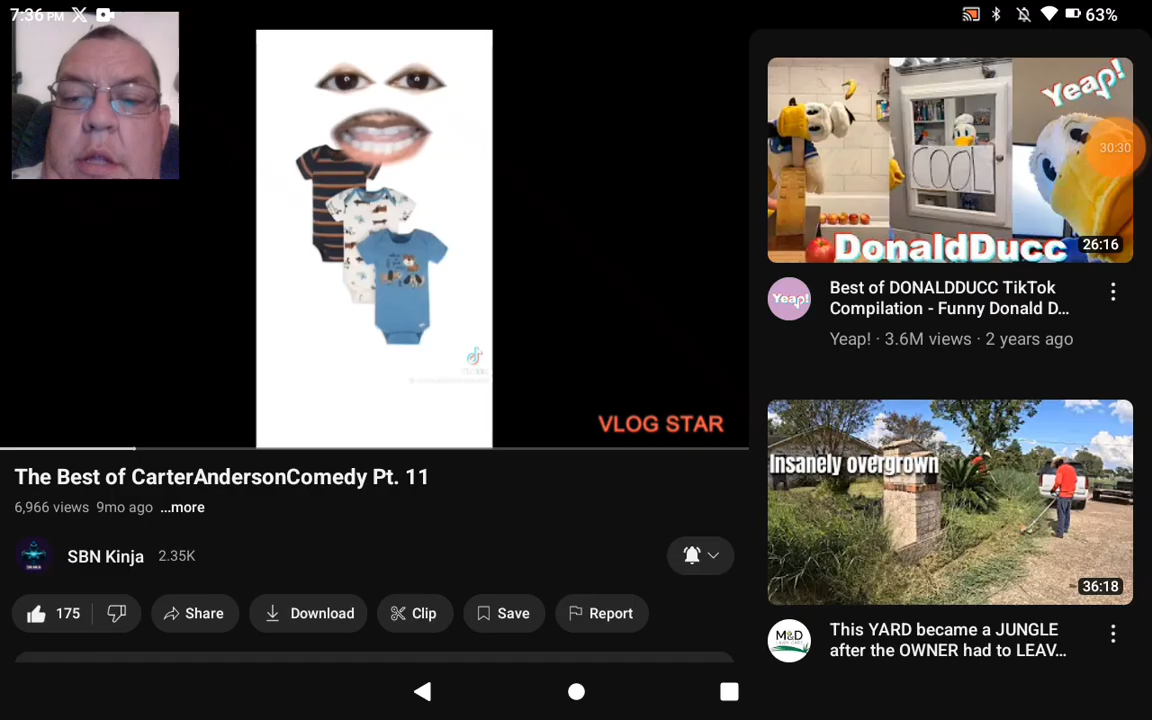 7:36 PM
63%
VLOG STAR
The Best of CarterAndersonComedy Pt. 11
6,966 views 9mo ago ...more
SBN Kinja 2.35K
175
Share
Download
Clip
Save
Report
Yeap!
COOL
30:30
DonaldDucc
26:16
Yeap!
Best of DONALDDUCC TikTok
Compilation - Funny Donald D...
Yeap! · 3.6M views · 2 years ago
Insanely overgrown
36:18
M&D
This YARD became a JUNGLE
after the OWNER had to LEAV...